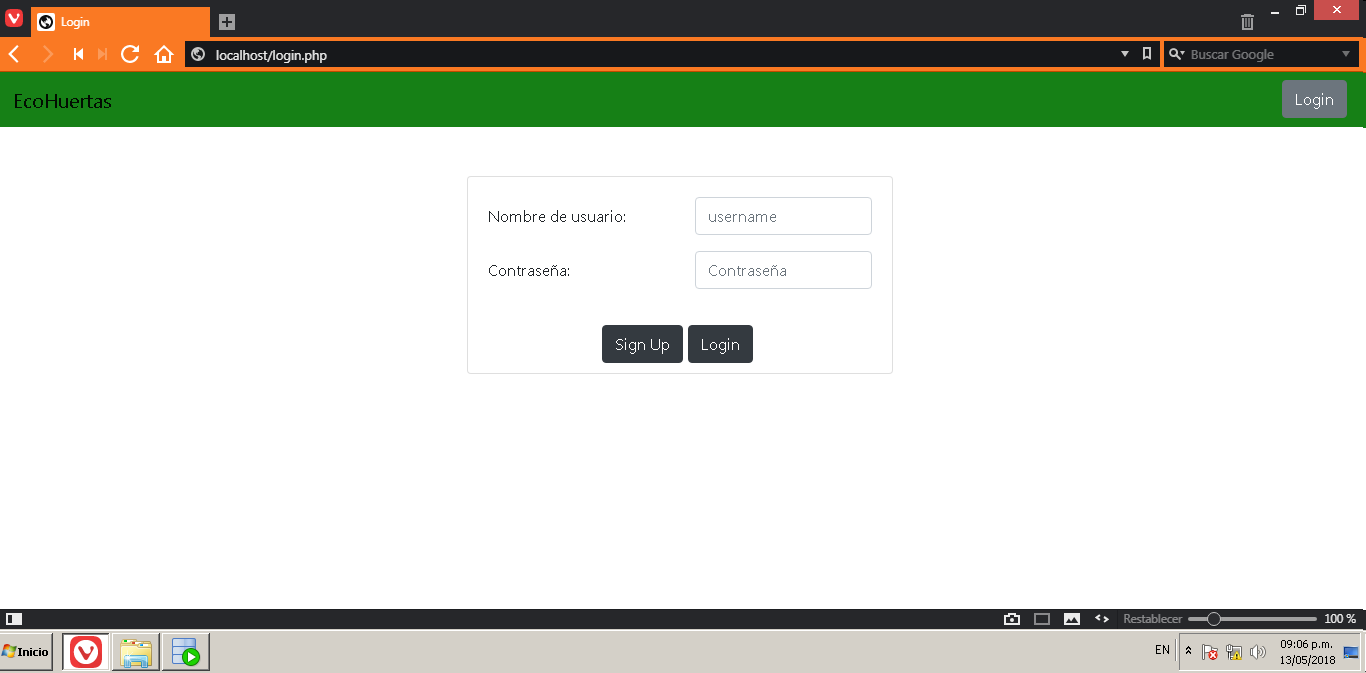 Login
localhost/login.php
Buscar Google
EcoHuertas
Login
Nombre de usuario:
username
Contraseña:
Contraseña
Sign Up
Login
Restablecer
100 %
Inicio
EN
09:06 p.m.
13/05/2018